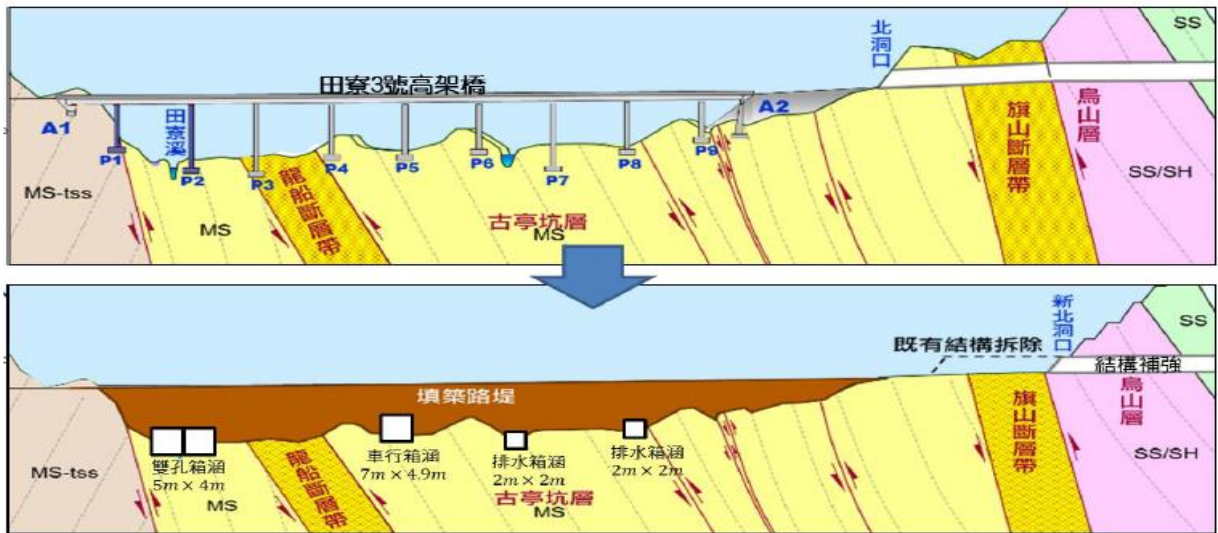 SS
北洞口
田寮3號高架橋
A1
A2
田寮溪
P1
P2
P3
P4
P5
P6
P7
P8
P9
旗山斷層帶
烏山層
MS-tss
MS
龍船斷層帶
古亭坑層
MS
SS/SH
新北洞口
SS
既有結構拆除
結構補強
填築路堤
烏山層
旗山斷層帶
雙孔箱涵
5m × 4m
車行箱涵
7m × 4.9m
排水箱涵
2m × 2m
排水箱涵
2m × 2m
MS-tss
MS
龍船斷層帶
古亭坑層
MS
SS/SH